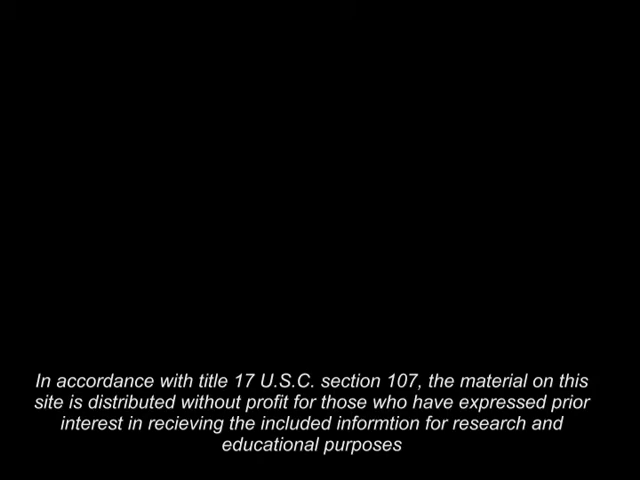 In accordance with title 17 U.S.C. section 107, the material on this
site is distributed without profit for those who have expressed prior
interest in recieving the included informtion for research and
educational purposes